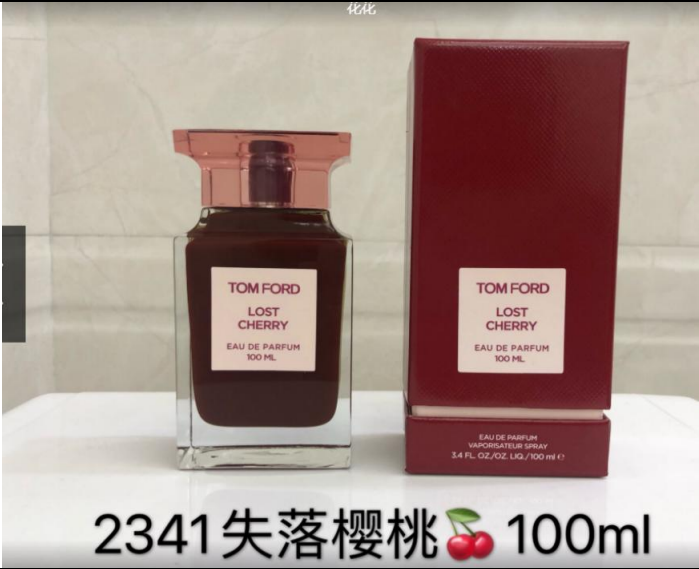 花花
TOM FORD
LOST
CHERRY
EAU DE PARFUM
100 ML
TOM FORD
LOST
CHERRY
EAU DE PARFUM
100 ML
EAU DE PARFUM
VAPORISATEUR SPRAY
3.4 FL. OZ./OZ. LIQ./100 ml ℮
2341失落樱桃🍒100ml